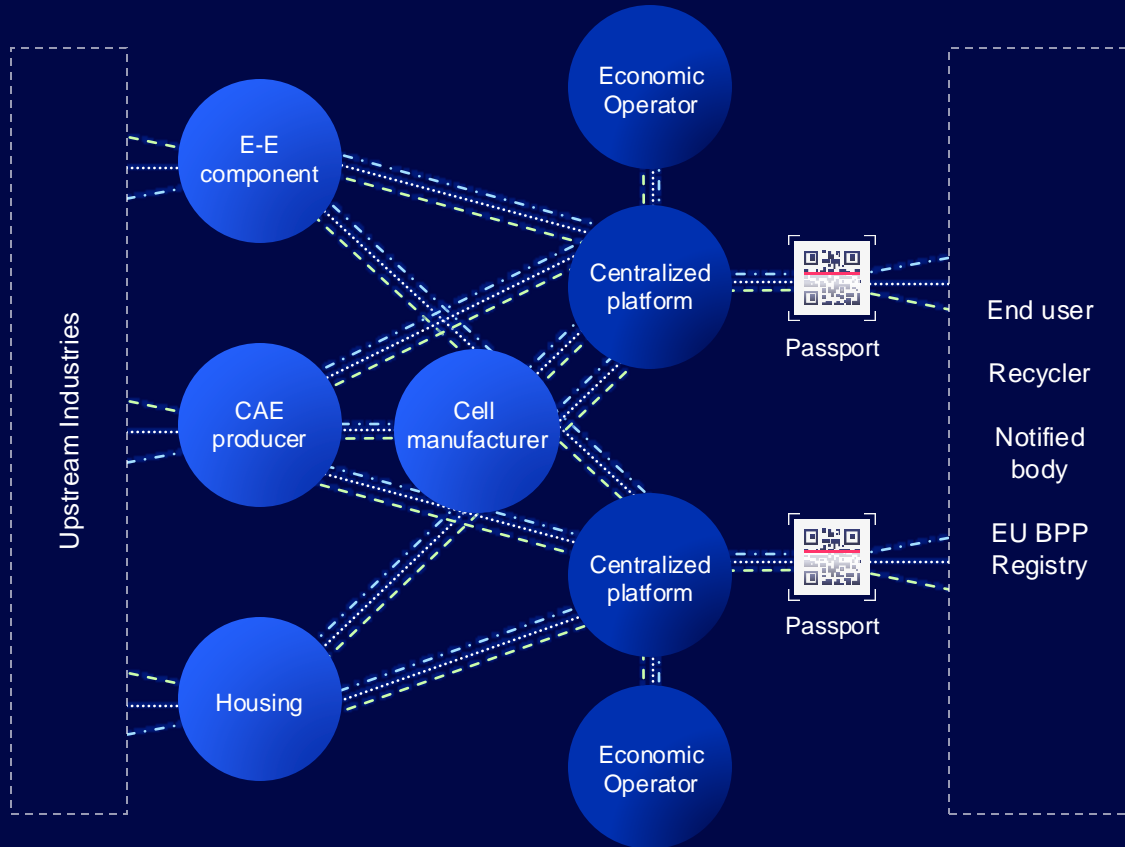 Upstream Industries
E-E
component
CAE
producer
Housing
Cell
manufacturer
Economic
Operator
Centralized
platform
Centralized
platform
Economic
Operator
Passport
Passport
End user
Recycler
Notified
body
EU BPP
Registry